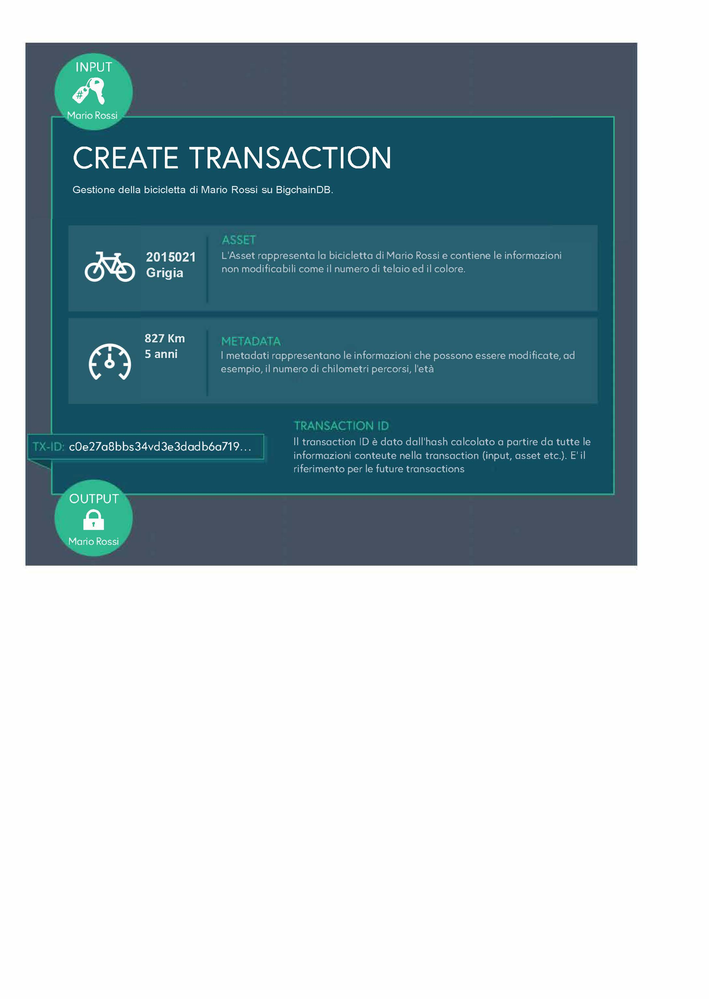 INPUT
#
Mario Rossi
CREATE TRANSACTION
Gestione della bicicletta di Mario Rossi su BigchainDB.
2015021
Grigia
ASSET
L'Asset rappresenta la bicicletta di Mario Rossi e contiene le informazioni
non modificabili come il numero di telaio ed il colore.
827 Km
5 anni
METADATA
I metadati rappresentano le informazioni che possono essere modificate, ad
esempio, il numero di chilometri percorsi, l'età
TX-ID: c0e27a8bbs34vd3e3dadb6a719...
TRANSACTION ID
Il transaction ID è dato dall'hash calcolato a partire da tutte le
informazioni conteute nella transaction (input, asset etc.). E' il
riferimento per le future transactions
OUTPUT
Mario Rossi